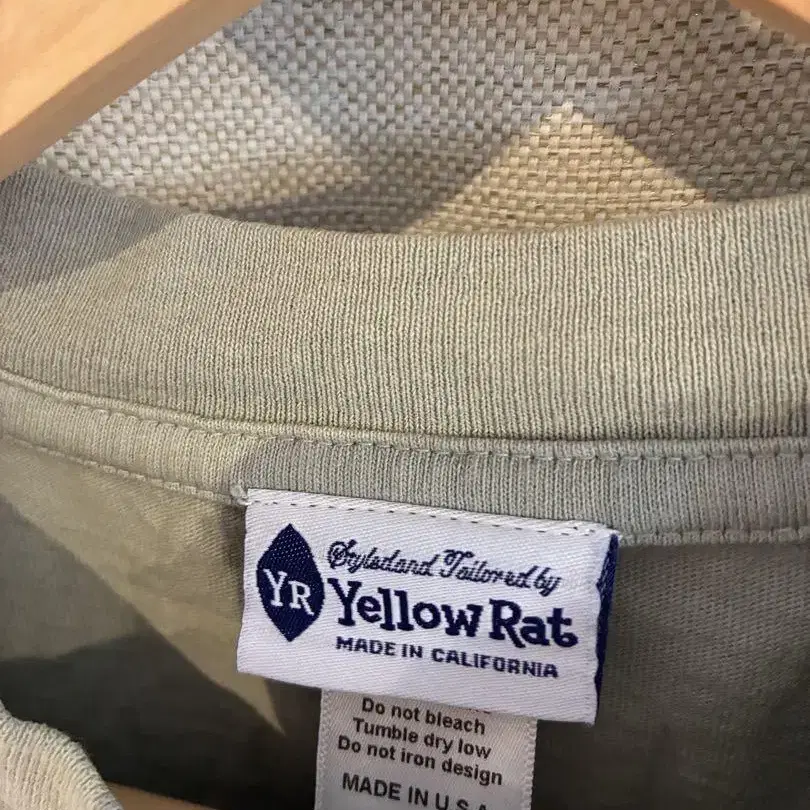 YR
Styled and Tailored by
Yellow Rat
MADE IN CALIFORNIA
Do not bleach
Tumble dry low
Do not iron design
MADE IN U.S.A